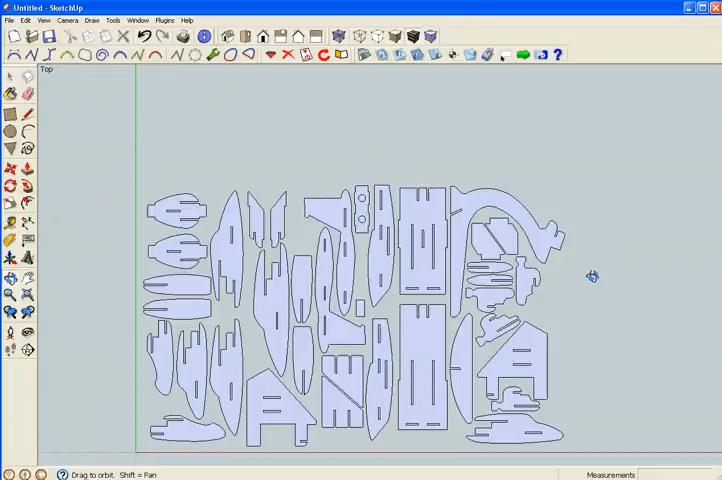 Untitled - SketchUp
File Edit View Camera Draw Tools Window Plugins Help
Top
Drag to orbit. Shift = Pan
Measurements